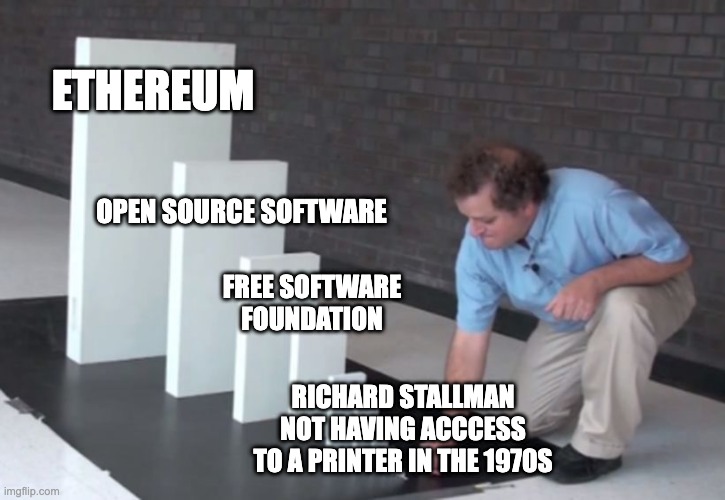 ETHEREUM
OPEN SOURCE SOFTWARE
FREE SOFTWARE
FOUNDATION
RICHARD STALLMAN
NOT HAVING ACCCESS
TO A PRINTER IN THE 1970S
imgflip.com